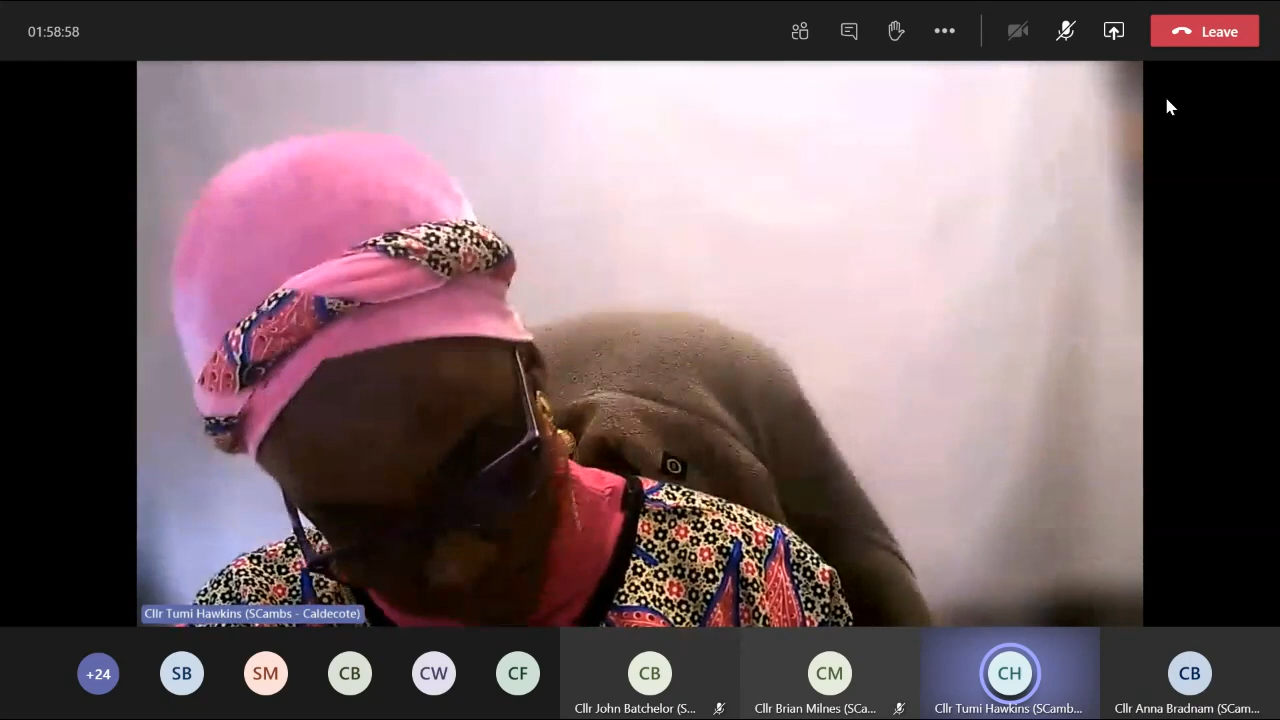 01:58:58
Leave
Cllr Tumi Hawkins (SCambs - Caldecote)
+24
SB
SM
CB
CW
CF
CB
CM
CH
CB
Cllr John Batchelor (S...
Cllr Brian Milnes (SCa...
Cllr Tumi Hawkins (SCamb...
Cllr Anna Bradnam (SCam...